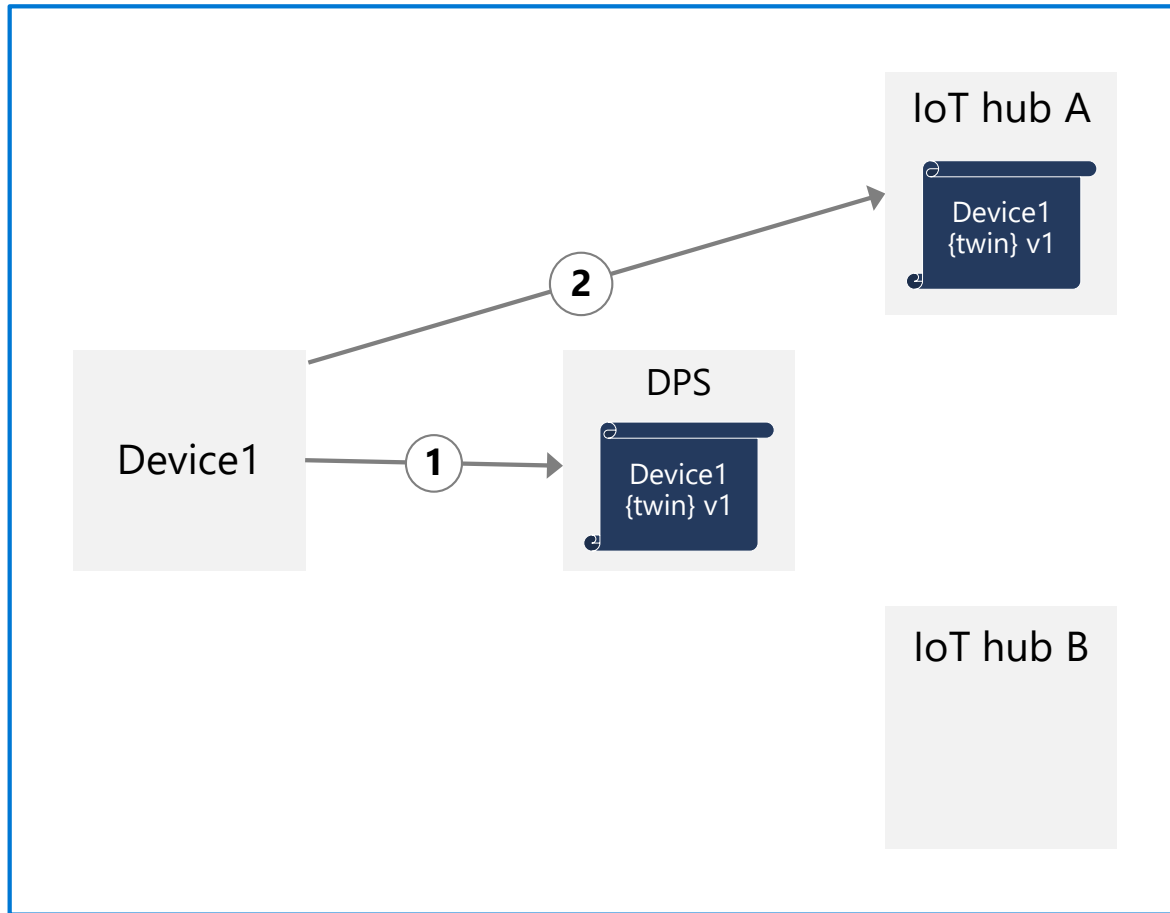 IoT hub A
Device1
{twin} v1
2
DPS
Device1
1
Device1
{twin} v1
IoT hub B